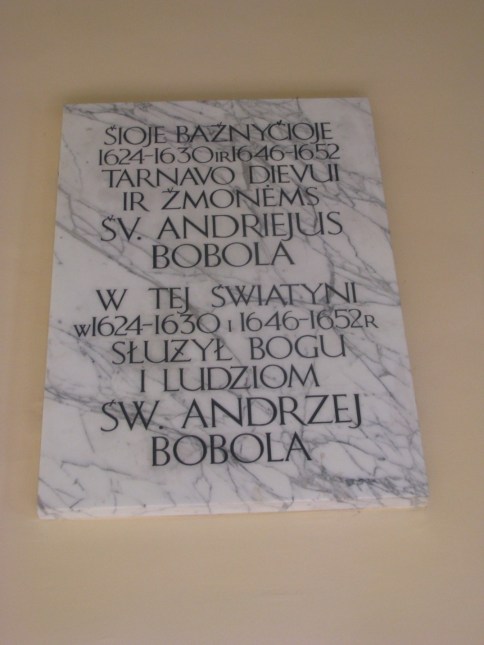 ŠIOJE BAŽNYČIOJE
1624-1630 IR 1646-1652
TARNAVO DIEVUI
IR ŽMONĖMS
ŠV. ANDRIEJUS
BOBOLA
W TEJ ŚWIATYNI
W 1624-1630 I 1646-1652 R
SŁUŻYŁ BOGU
I LUDZIOM
ŚW. ANDRZEJ
BOBOLA